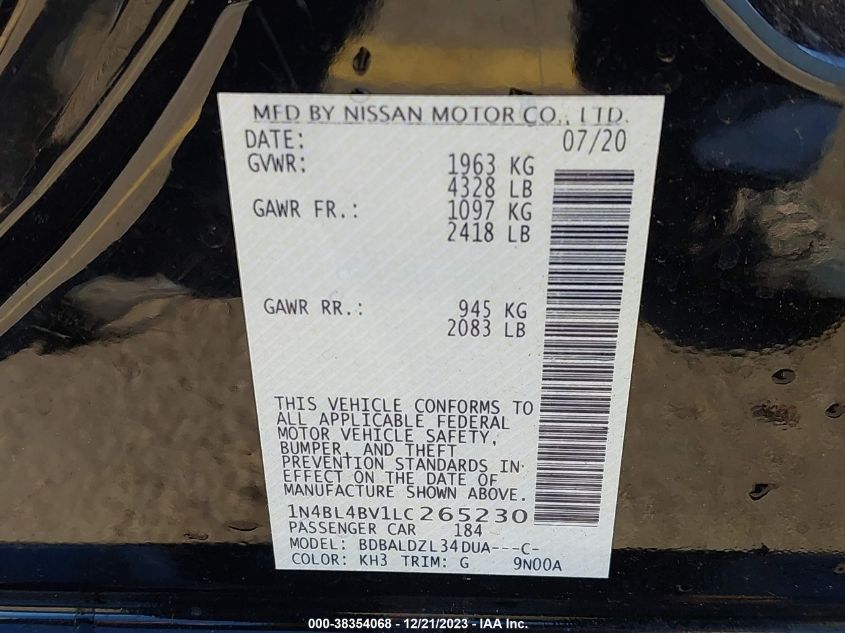 MFD BY NISSAN MOTOR CO., LTD.
DATE: 07/20
GVWR: 1963 KG
4328 LB
GAWR FR.: 1097 KG
2418 LB
GAWR RR.: 945 KG
2083 LB
THIS VEHICLE CONFORMS TO
ALL APPLICABLE FEDERAL
MOTOR VEHICLE SAFETY,
BUMPER, AND THEFT
PREVENTION STANDARDS IN
EFFECT ON THE DATE OF
MANUFACTURE SHOWN ABOVE.
1N4BL4BV1LC265230
PASSENGER CAR 184
MODEL: BDBALDZL34DUA---C-
COLOR: KH3 TRIM: G 9N00A
000-38354068 - 12/21/2023 - IAA Inc.